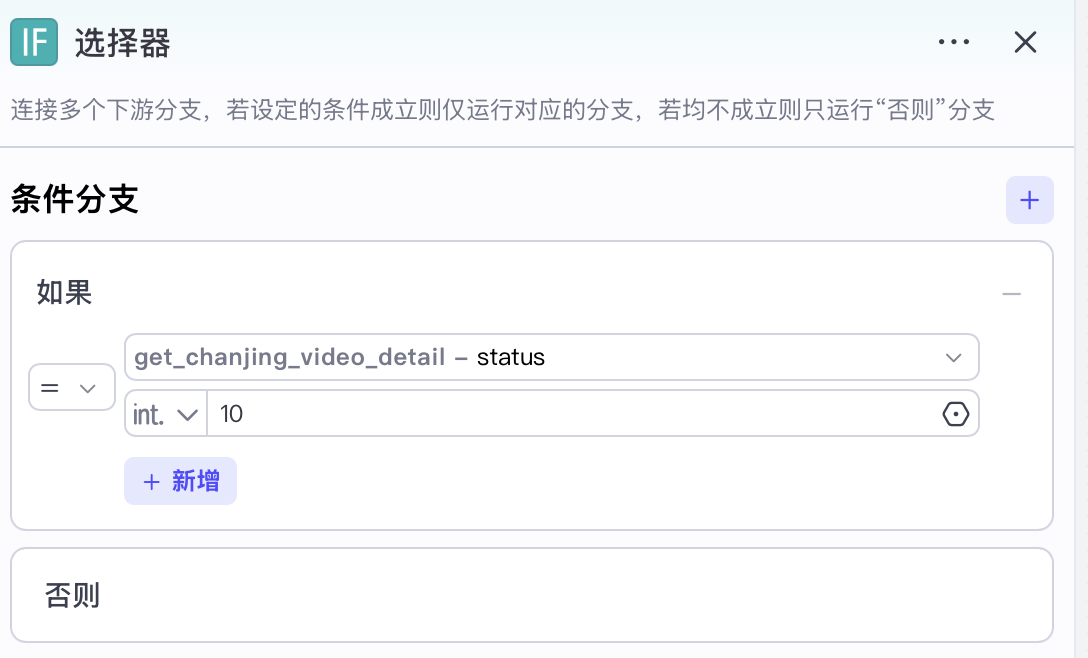 IF 选择器
连接多个下游分支，若设定的条件成立则仅运行对应的分支，若均不成立则只运行“否则”分支
条件分支
如果
get_chanjing_video_detail – status
=
int. 10
+ 新增
否则